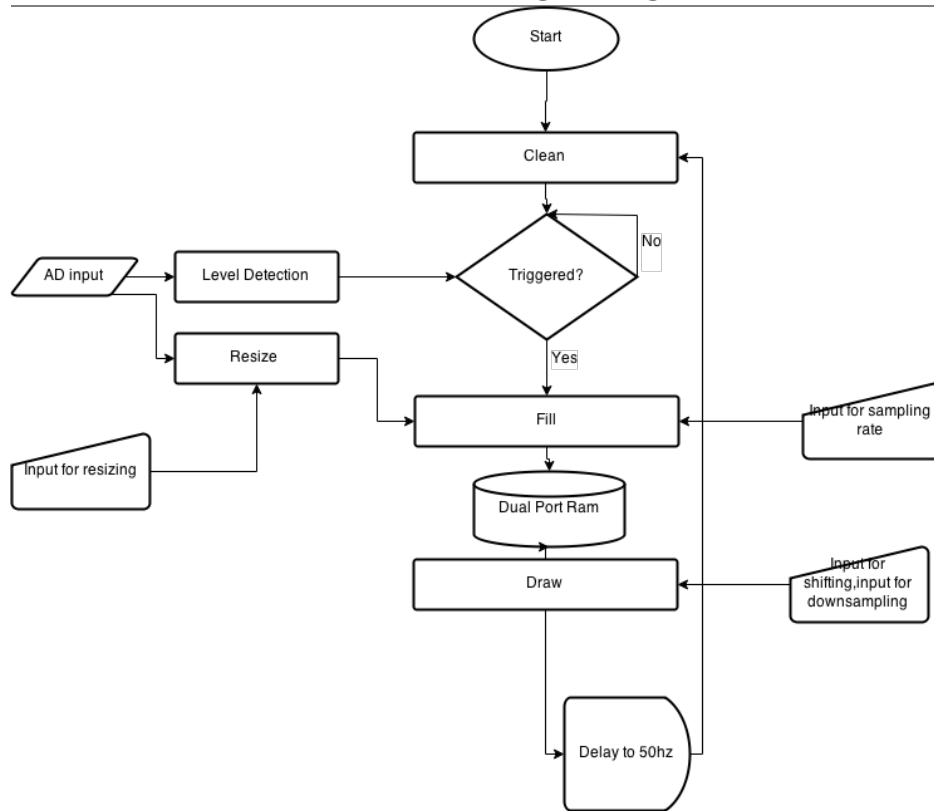 Start
Clean
No
AD input
Level Detection
Triggered?
Resize
Yes
Fill
Input for sampling
rate
Input for resizing
Dual Port Ram
Input for
shifting,input for
downsampling
Draw
Delay to 50hz